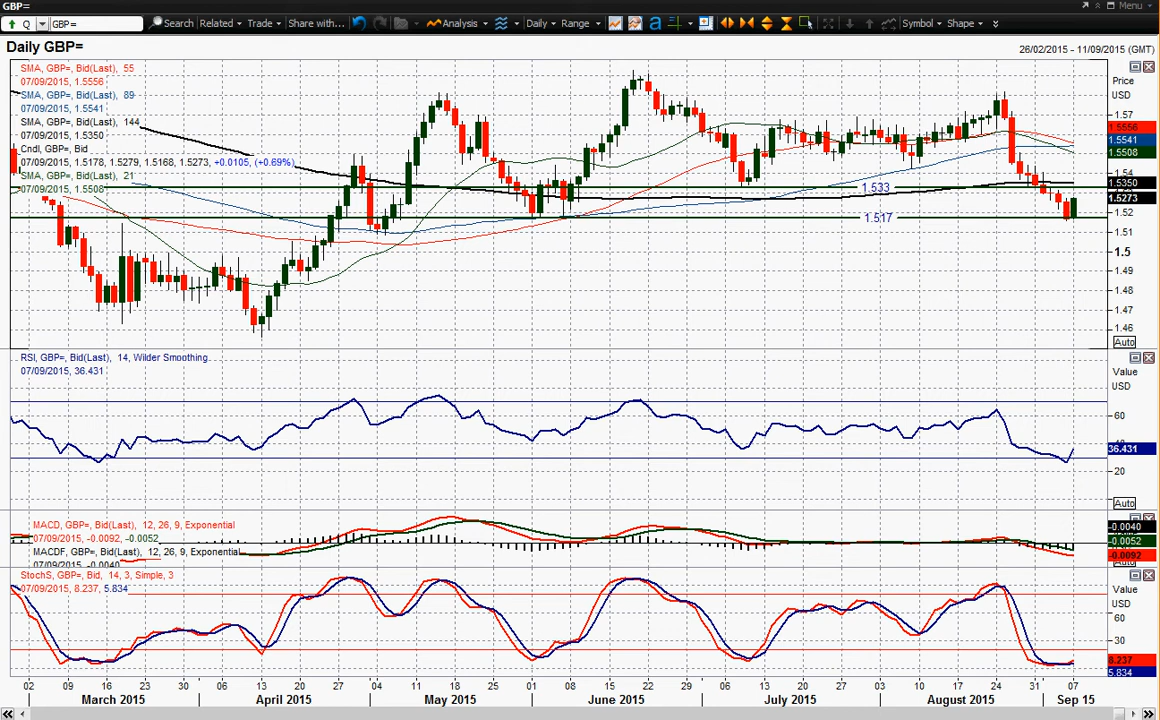 GBP=
Menu
Q GBP= Search Related Trade Share with... Analysis Daily Range Symbol Shape
Daily GBP=
26/02/2015 - 11/09/2015 (GMT)
SMA, GBP=, Bid(Last), 55
07/09/2015, 1.5556
SMA, GBP=, Bid(Last), 89
07/09/2015, 1.5541
SMA, GBP=, Bid(Last), 144
07/09/2015, 1.5350
Cndl, GBP=, Bid
07/09/2015, 1.5178, 1.5279, 1.5168, 1.5273, +0.0105, (+0.69%)
SMA, GBP=, Bid(Last), 21
07/09/2015, 1.5508
1.533
1.517
Price
USD
1.57
1.5556
1.5541
1.5508
1.54
1.5350
1.5273
1.52
1.51
1.5
1.49
1.48
1.47
1.46
Auto
RSI, GBP=, Bid(Last), 14, Wilder Smoothing
07/09/2015, 36.431
Value
USD
60
36.431
20
Auto
MACD, GBP=, Bid(Last), 12, 26, 9, Exponential
07/09/2015, -0.0092, -0.0052
MACDF, GBP=, Bid(Last), 12, 26, 9, Exponential
07/09/2015, -0.0040
-0.0040
-0.0052
-0.0092
StochS, GBP=, Bid, 14, 3, Simple, 3
07/09/2015, 8.237, 5.834
Value
USD
60
30
8.237
5.834
02 09 16 23 30 06 13 20 27 04 11 18 25 01 08 15 22 29 06 13 20 27 03 10 17 24 31 07
March 2015 April 2015 May 2015 June 2015 July 2015 August 2015 Sep 15